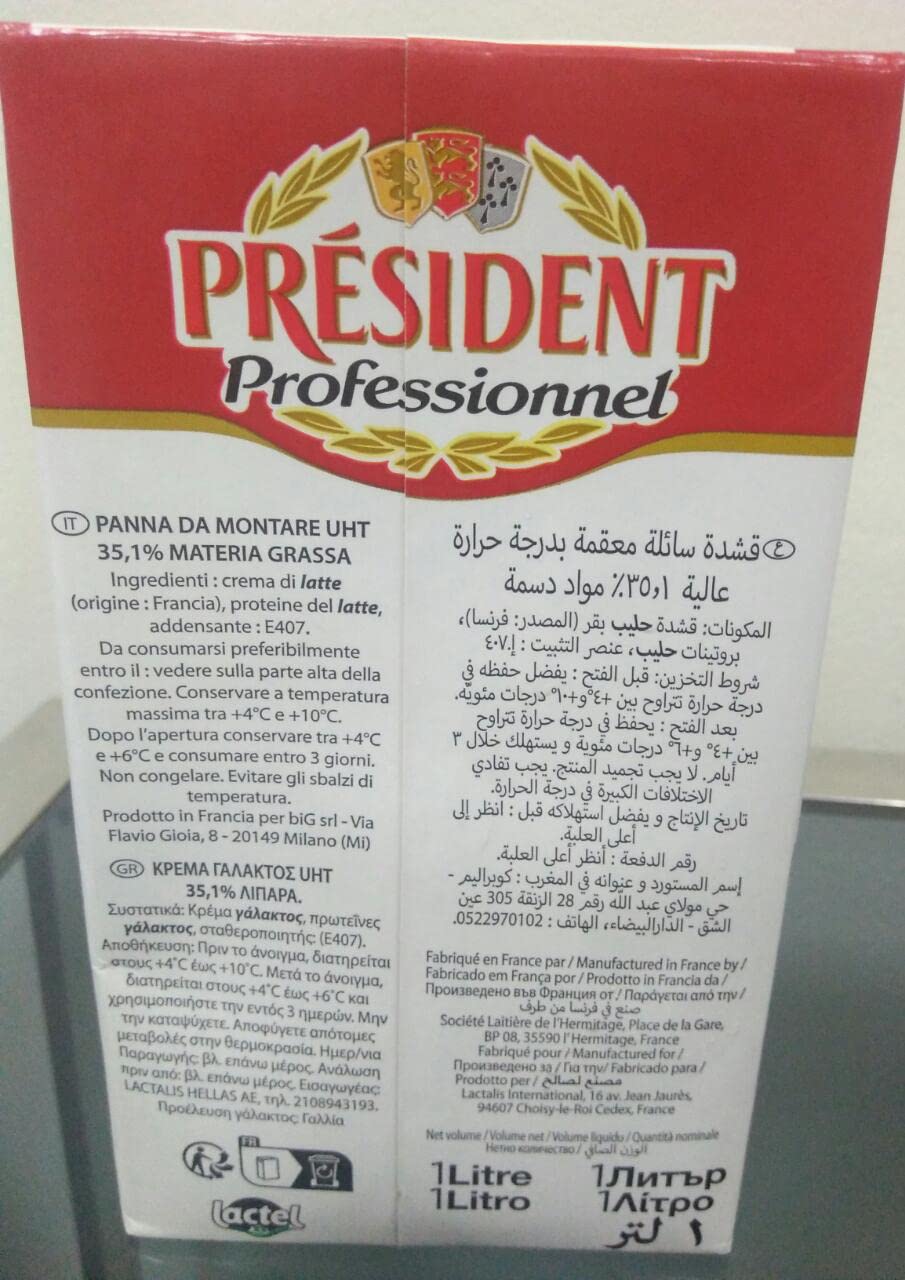 PRÉSIDENT
Professionnel
IT PANNA DA MONTARE UHT
35,1% MATERIA GRASSA
Ingredienti : crema di latte
(origine : Francia), proteine del latte,
addensante : E407.
Da consumarsi preferibilmente
entro il : vedere sulla parte alta della
confezione. Conservare a temperatura
massima tra +4°C e +10°C.
Dopo l'apertura conservare tra +4°C
e +6°C e consumare entro 3 giorni.
Non congelare. Evitare gli sbalzi di
temperatura.
Prodotto in Francia per biG srl - Via
Flavio Gioia, 8 - 20149 Milano (Mi)
GR ΚΡΕΜΑ ΓΑΛΑΚΤΟΣ UHT
35,1% ΛΙΠΑΡΑ.
Συστατικά: Κρέμα γάλακτος, πρωτεΐνες
γάλακτος, σταθεροποιητής: (E407).
Αποθήκευση: Πριν το άνοιγμα, διατηρείται
στους +4°C έως +10°C. Μετά το άνοιγμα,
διατηρείται στους +4°C έως +6°C και
χρησιμοποιήστε την εντός 3 ημερών. Μην
την καταψύχετε. Αποφύγετε απότομες
μεταβολές στην θερμοκρασία. Ημερ/νια
Παραγωγής: βλ. επάνω μέρος. Ανάλωση
πριν από: βλ. επάνω μέρος. Εισαγωγέας:
LACTALIS HELLAS AE, τηλ. 2108943193.
Προέλευση γάλακτος: Γαλλία
FR
lactel
ع قشدة سائلة معقمة بدرجة حرارة
عالية ٣٥,١٪ مواد دسمة
المكونات: قشدة حليب بقر (المصدر: فرنسا)،
بروتينات حليب، عنصر التثبيت : إ.٤٠٧
شروط التخزين: قبل الفتح : يفضل حفظه في
درجة حرارة تتراوح بين +٤° و+١٠° درجات مئوية.
بعد الفتح : يحفظ في درجة حرارة تتراوح
بين +٤° و+٦° درجات مئوية و يستهلك خلال ٣
أيام. لا يجب تجميد المنتج. يجب تفادي
الاختلافات الكبيرة في درجة الحرارة.
تاريخ الإنتاج و يفضل استهلاكه قبل : انظر إلى
أعلى العلبة.
رقم الدفعة : أنظر أعلى العلبة.
إسم المستورد و عنوانه في المغرب : كوبراليم -
حي مولاي عبد الله رقم 28 الزنقة 305 عين
الشق - الدارالبيضاء، الهاتف : 0522970102.
Fabriqué en France par / Manufactured in France by /
Fabricado em França por / Prodotto in Francia da /
Произведено във Франция от / Παράγεται από την /
صنع في فرنسا من طرف
Société Laitière de l'Hermitage, Place de la Gare,
BP 08, 35590 l'Hermitage, France
Fabriqué pour / Manufactured for /
Произведено за / Για την/ Fabricado para /
Prodotto per / مصنع لصالح
Lactalis International, 16 av. Jean Jaurès,
94607 Choisy-le-Roi Cedex, France
Net volume / Volume net / Volume liquido / Quantità nominale
Нетно количество / الوزن الصافي
1Litre 1Литър
1Litro 1Λίτρο
١ لتر